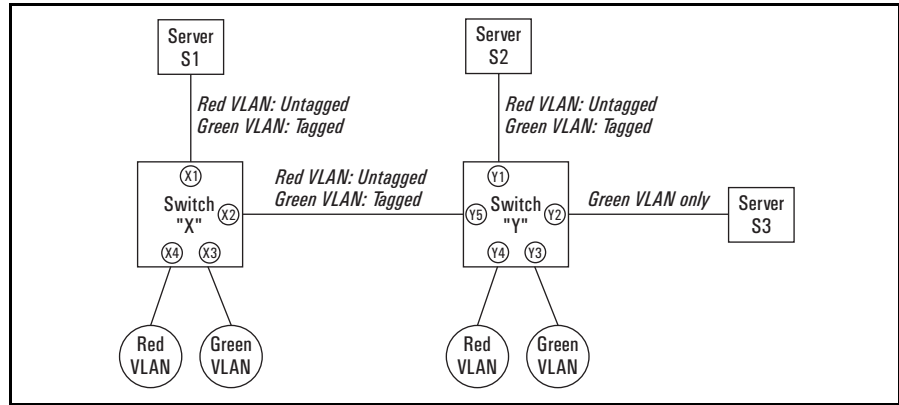 Server
S1
Server
S2
Red VLAN: Untagged
Green VLAN: Tagged
Red VLAN: Untagged
Green VLAN: Tagged
X1
Switch
"X"
X2
X4
X3
Red VLAN: Untagged
Green VLAN: Tagged
Y1
Y5
Switch
"Y"
Y2
Y4
Y3
Green VLAN only
Server
S3
Red
VLAN
Green
VLAN
Red
VLAN
Green
VLAN